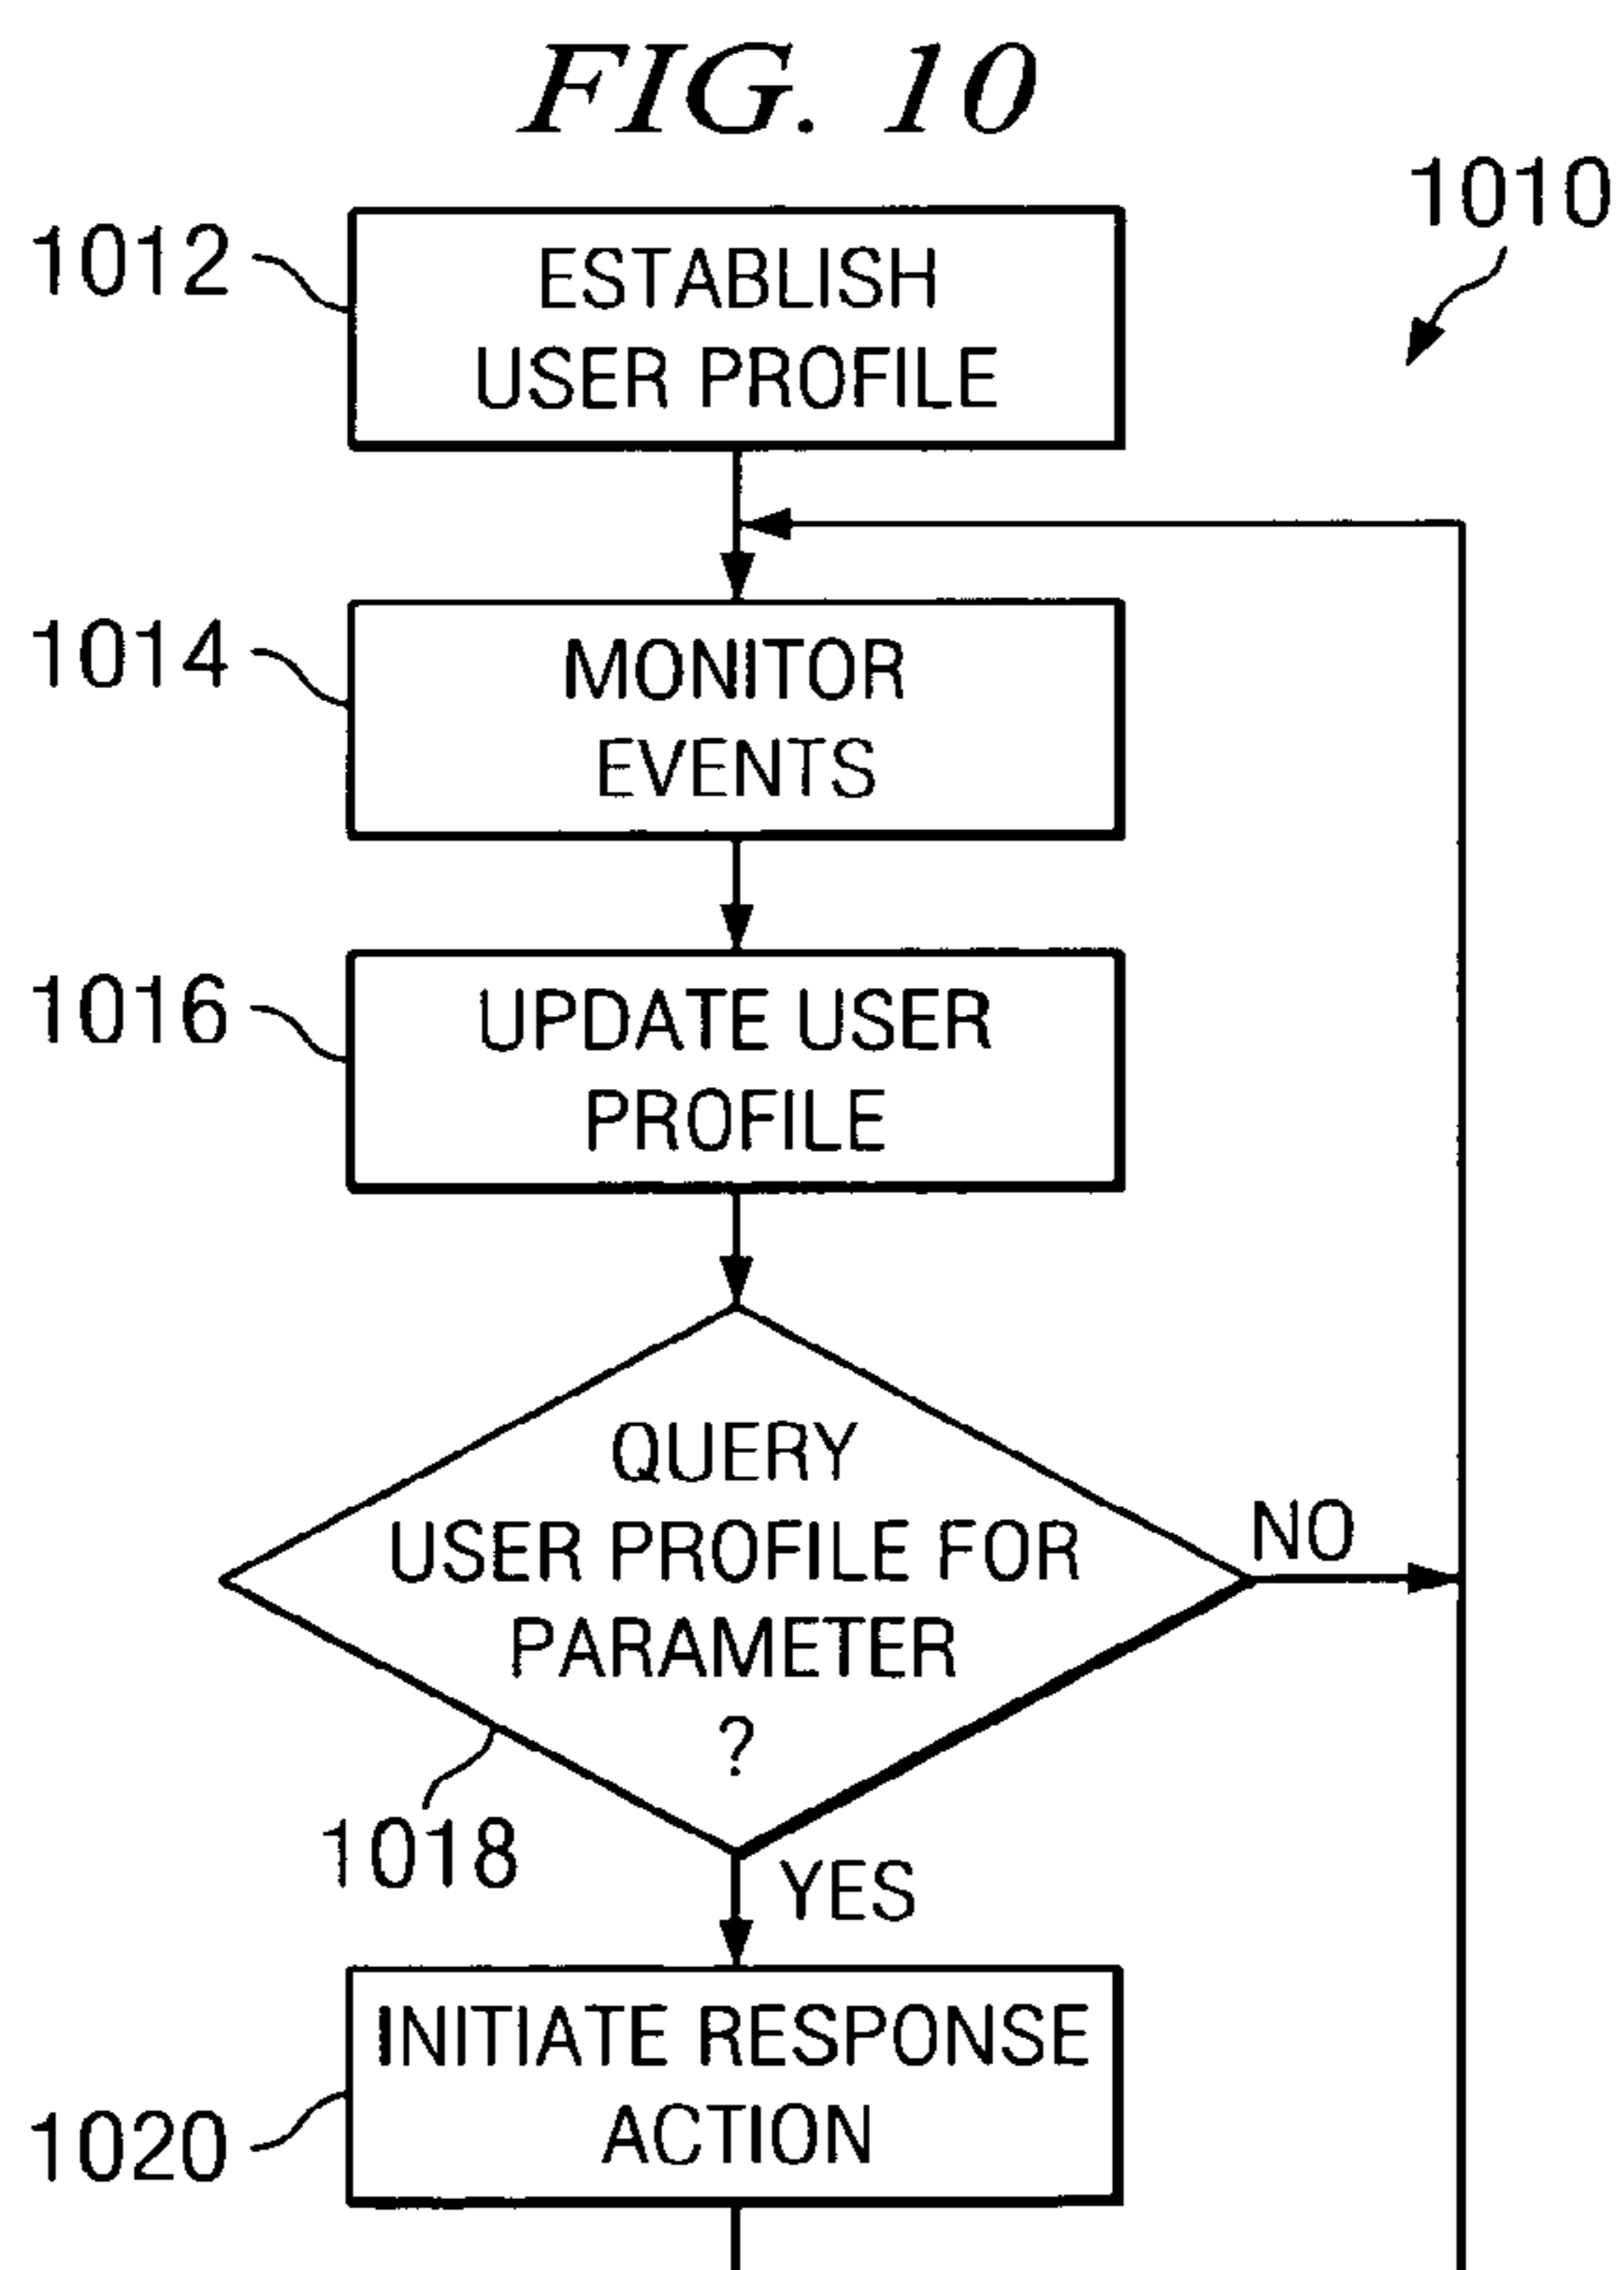 FIG. 10
1010
1012
ESTABLISH
USER PROFILE
1014
MONITOR
EVENTS
1016
UPDATE USER
PROFILE
QUERY
USER PROFILE FOR
PARAMETER
?
NO
1018
YES
INITIATE RESPONSE
ACTION
1020